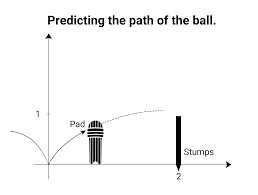 Predicting the path of the ball.
1
Pad
Stumps
2